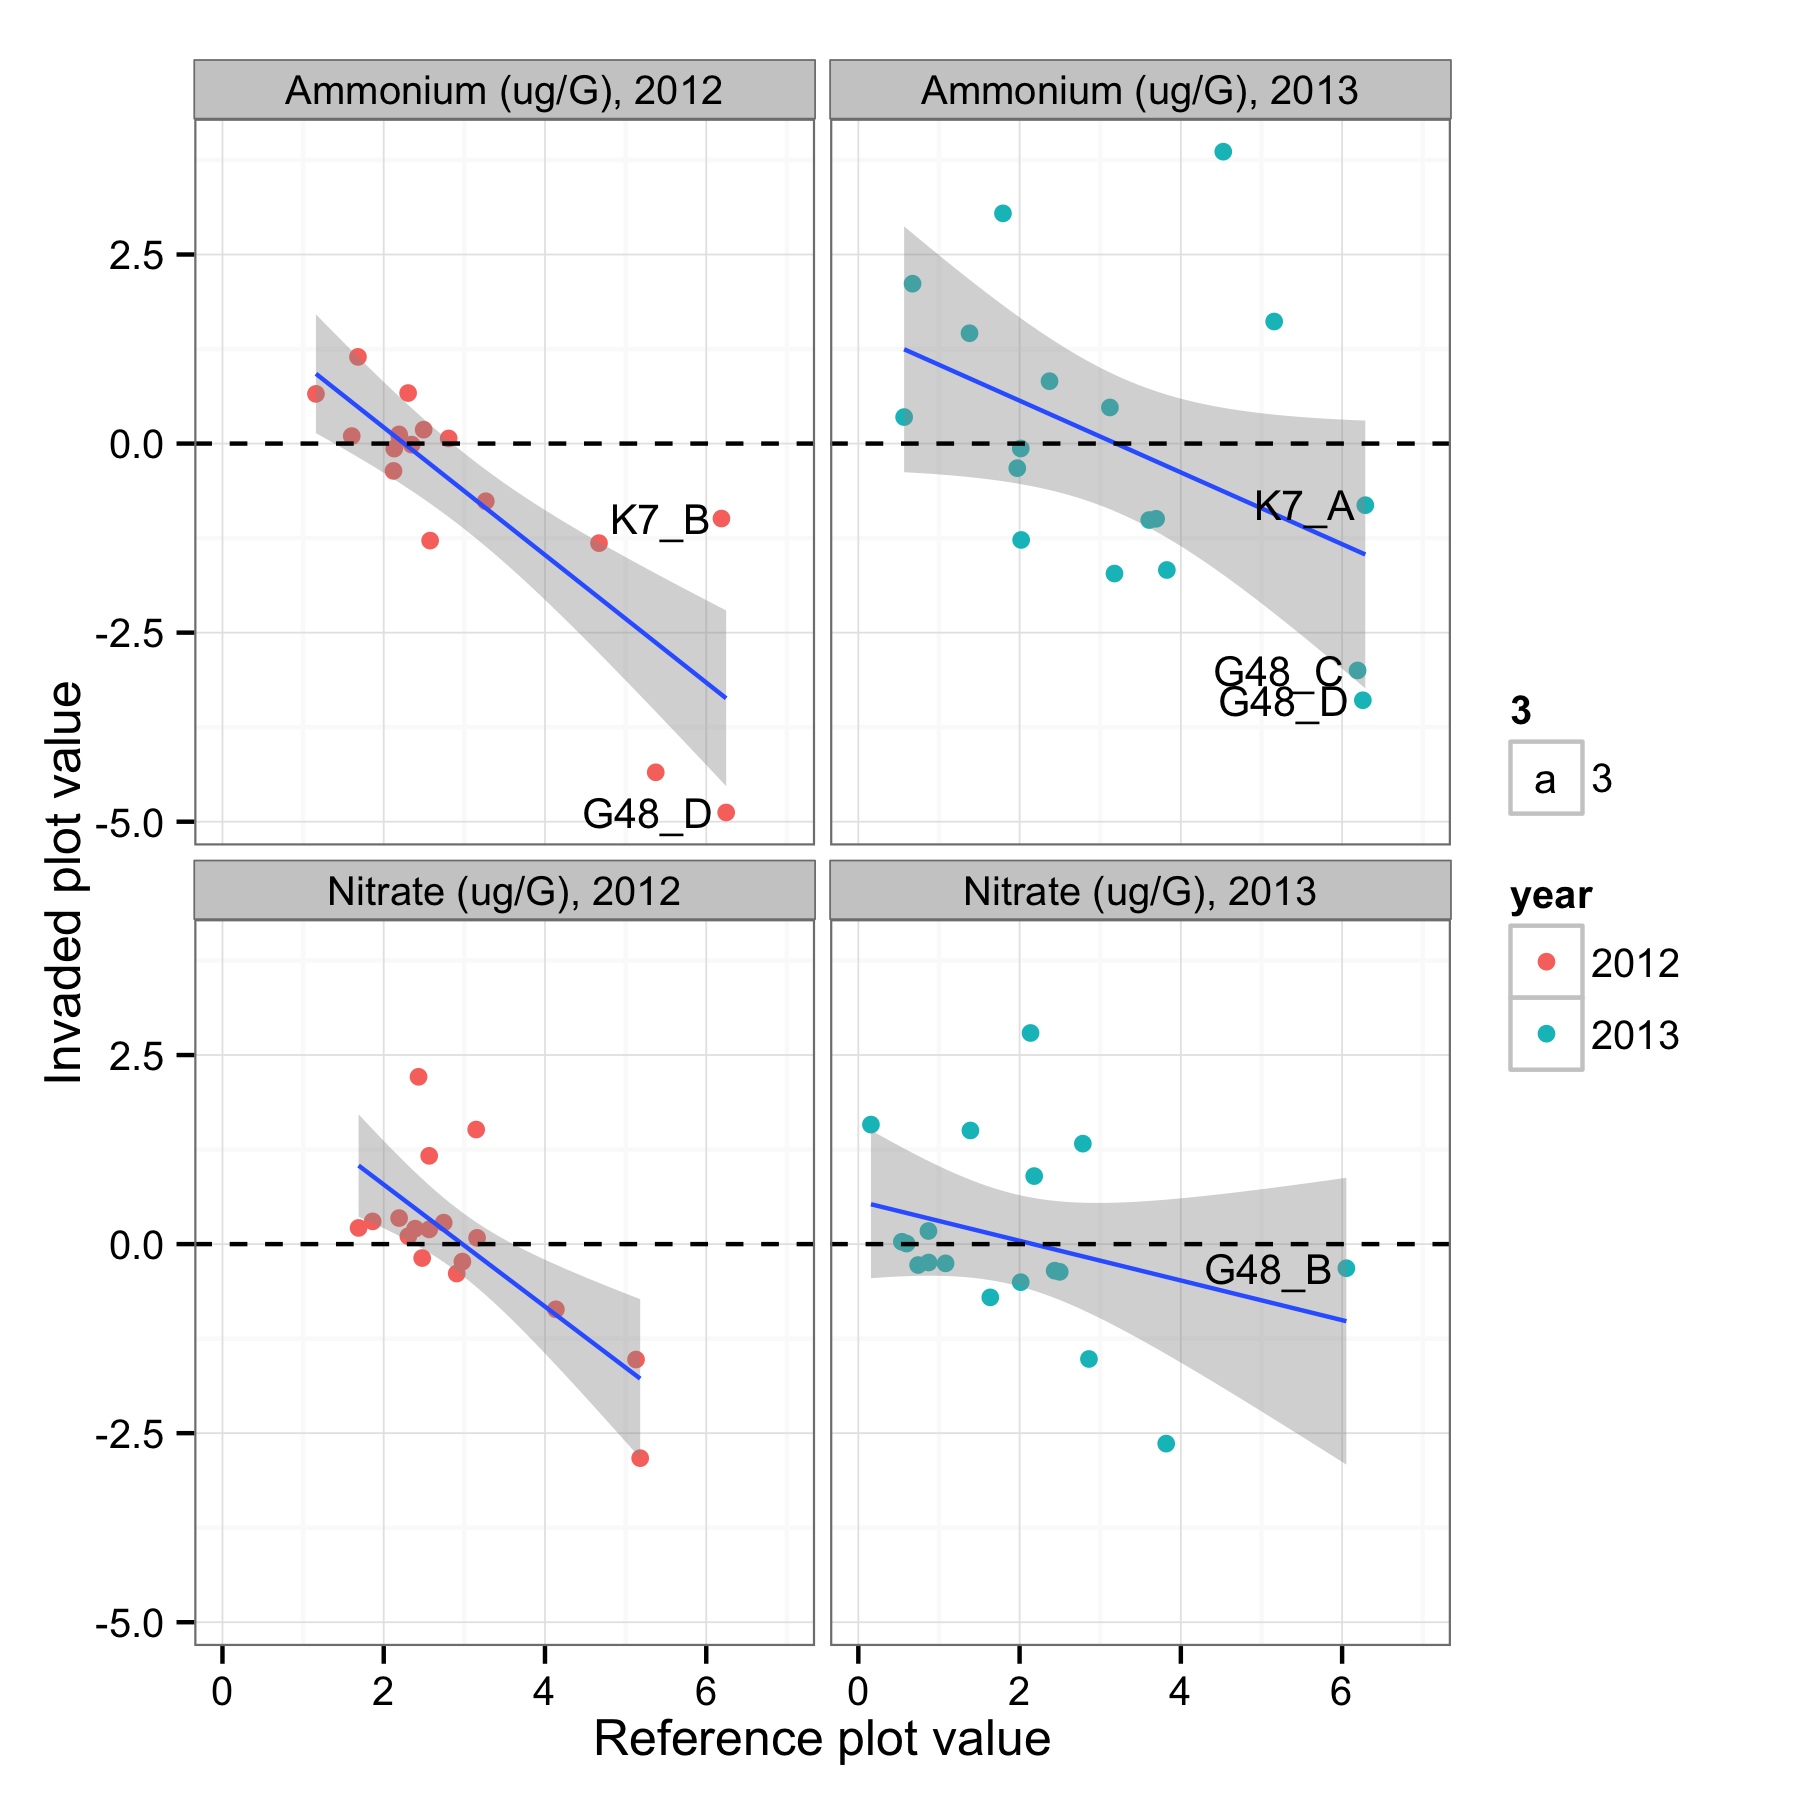 Ammonium (ug/G), 2012
Ammonium (ug/G), 2013
2.5
0.0
-2.5
-5.0
K7_B
G48_D
K7_A
G48_C
G48_D
Nitrate (ug/G), 2012
Nitrate (ug/G), 2013
2.5
0.0
-2.5
-5.0
G48_B
0 2 4 6
0 2 4 6
Reference plot value
Invaded plot value
3
a 3
year
2012
2013